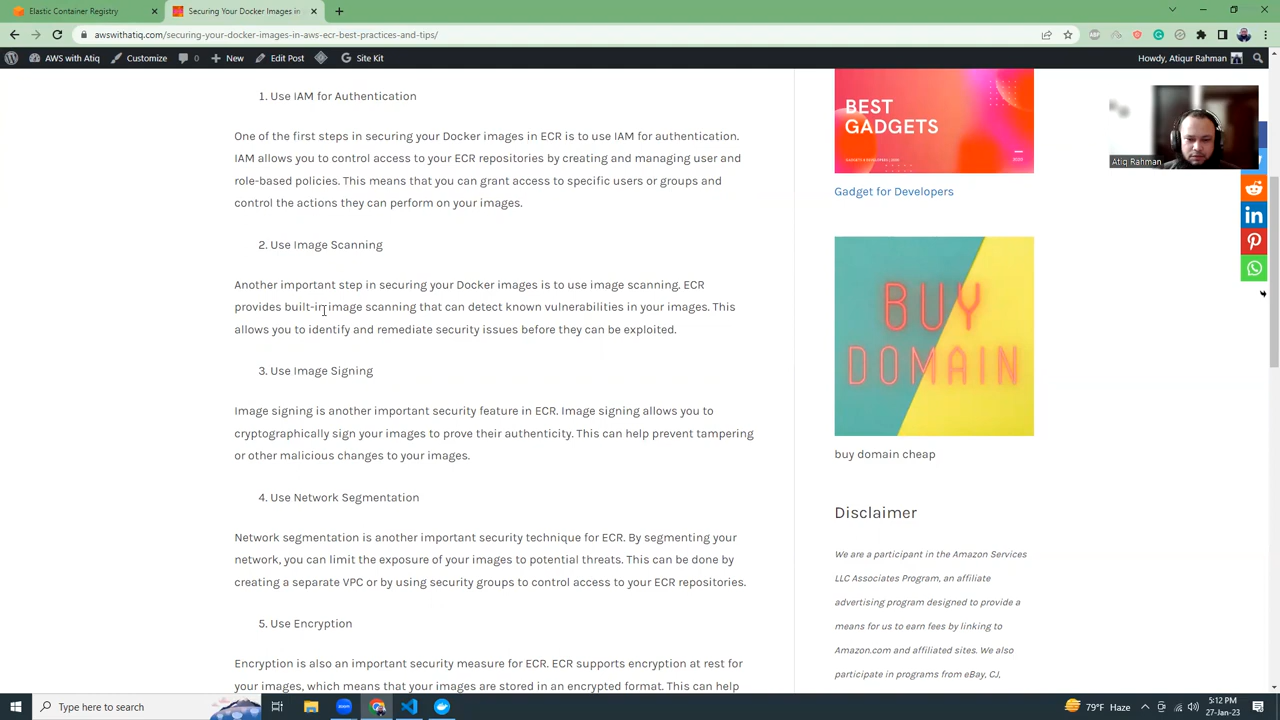 Elastic Container Registry
Securing Your Docker Images in
awswithatiq.com/securing-your-docker-images-in-aws-ecr-best-practices-and-tips/
AWS with Atiq
Customize
0
New
Edit Post
Site Kit
Howdy, Atiqur Rahman
1. Use IAM for Authentication
One of the first steps in securing your Docker images in ECR is to use IAM for authentication.
IAM allows you to control access to your ECR repositories by creating and managing user and
role-based policies. This means that you can grant access to specific users or groups and
control the actions they can perform on your images.
2. Use Image Scanning
Another important step in securing your Docker images is to use image scanning. ECR
provides built-in image scanning that can detect known vulnerabilities in your images. This
allows you to identify and remediate security issues before they can be exploited.
3. Use Image Signing
Image signing is another important security feature in ECR. Image signing allows you to
cryptographically sign your images to prove their authenticity. This can help prevent tampering
or other malicious changes to your images.
4. Use Network Segmentation
Network segmentation is another important security technique for ECR. By segmenting your
network, you can limit the exposure of your images to potential threats. This can be done by
creating a separate VPC or by using security groups to control access to your ECR repositories.
5. Use Encryption
Encryption is also an important security measure for ECR. ECR supports encryption at rest for
your images, which means that your images are stored in an encrypted format. This can help
BEST
GADGETS
Gadget for Developers
BUY
DOMAIN
buy domain cheap
Disclaimer
We are a participant in the Amazon Services
LLC Associates Program, an affiliate
advertising program designed to provide a
means for us to earn fees by linking to
Amazon.com and affiliated sites. We also
participate in programs from eBay, CJ,
Atiq Rahman
Type here to search
79°F Haze
5:12 PM
27-Jan-23